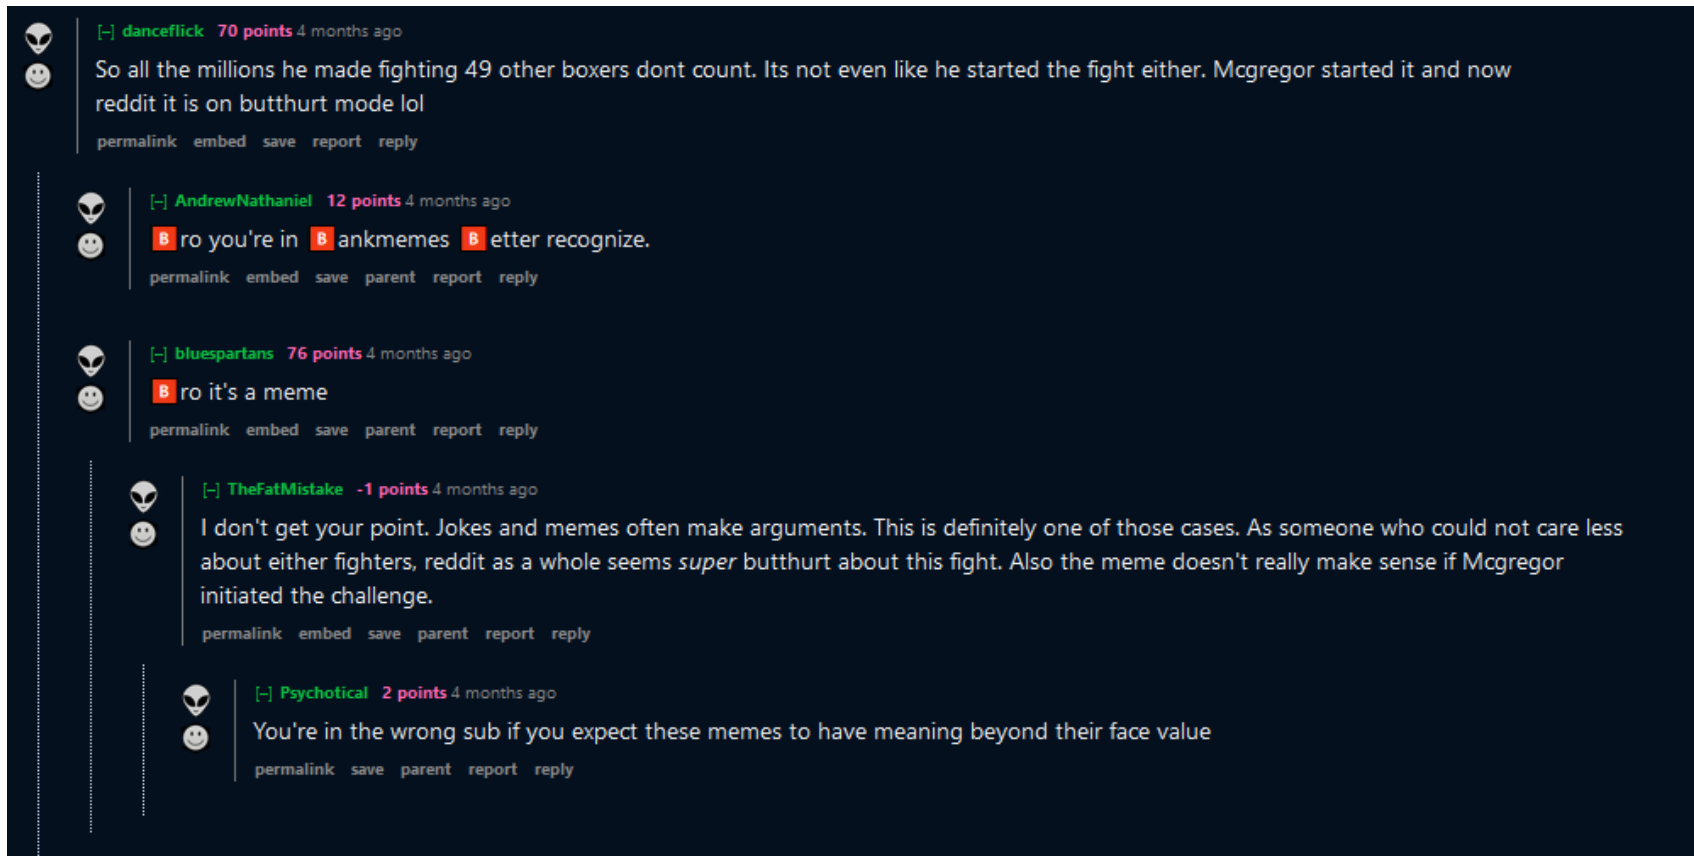 [–] danceflick 70 points 4 months ago
So all the millions he made fighting 49 other boxers dont count. Its not even like he started the fight either. Mcgregor started it and now
reddit it is on butthurt mode lol
permalink embed save report reply
[–] AndrewNathaniel 12 points 4 months ago
🅱ro you're in 🅱ankmemes 🅱etter recognize.
permalink embed save parent report reply
[–] bluespartans 76 points 4 months ago
🅱ro it's a meme
permalink embed save parent report reply
[–] TheFatMistake -1 points 4 months ago
I don't get your point. Jokes and memes often make arguments. This is definitely one of those cases. As someone who could not care less
about either fighters, reddit as a whole seems super butthurt about this fight. Also the meme doesn't really make sense if Mcgregor
initiated the challenge.
permalink embed save parent report reply
[–] Psychotical 2 points 4 months ago
You're in the wrong sub if you expect these memes to have meaning beyond their face value
permalink save parent report reply